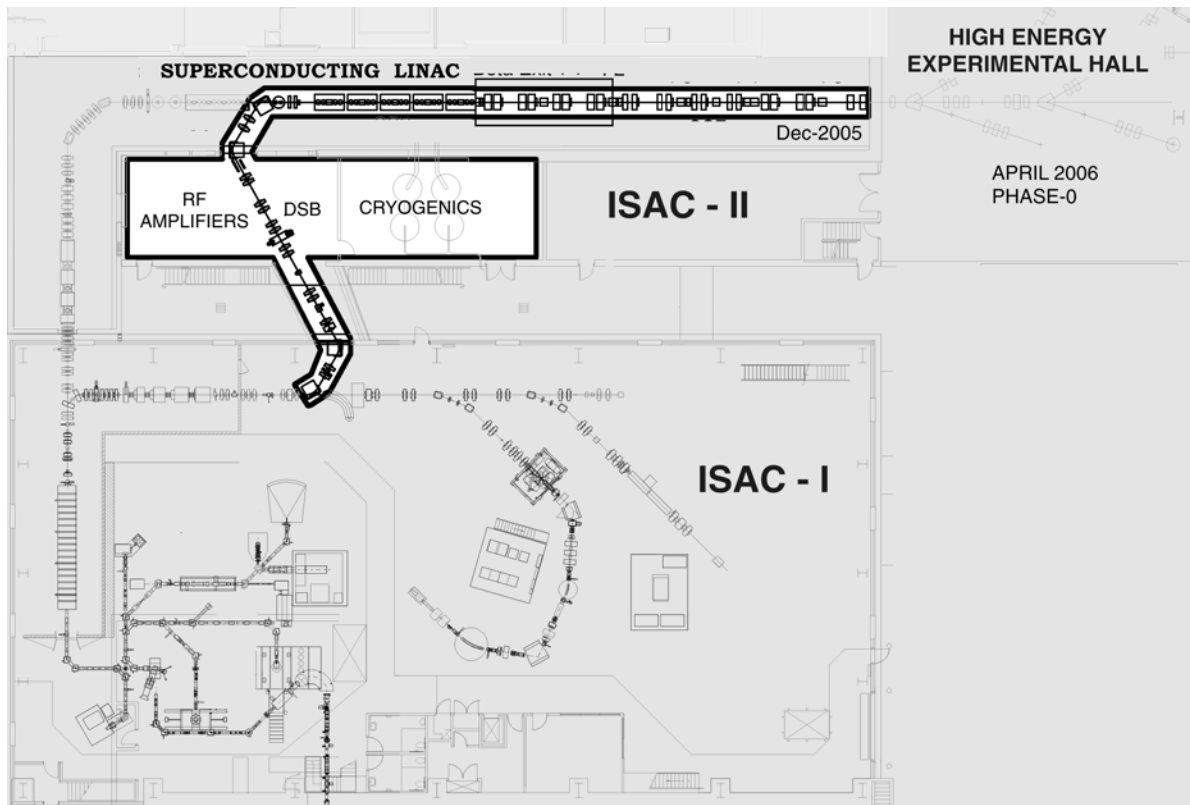 HIGH ENERGY
EXPERIMENTAL HALL
SUPERCONDUCTING LINAC
Dec-2005
APRIL 2006
PHASE-0
RF
AMPLIFIERS
DSB
CRYOGENICS
ISAC - II
ISAC - I